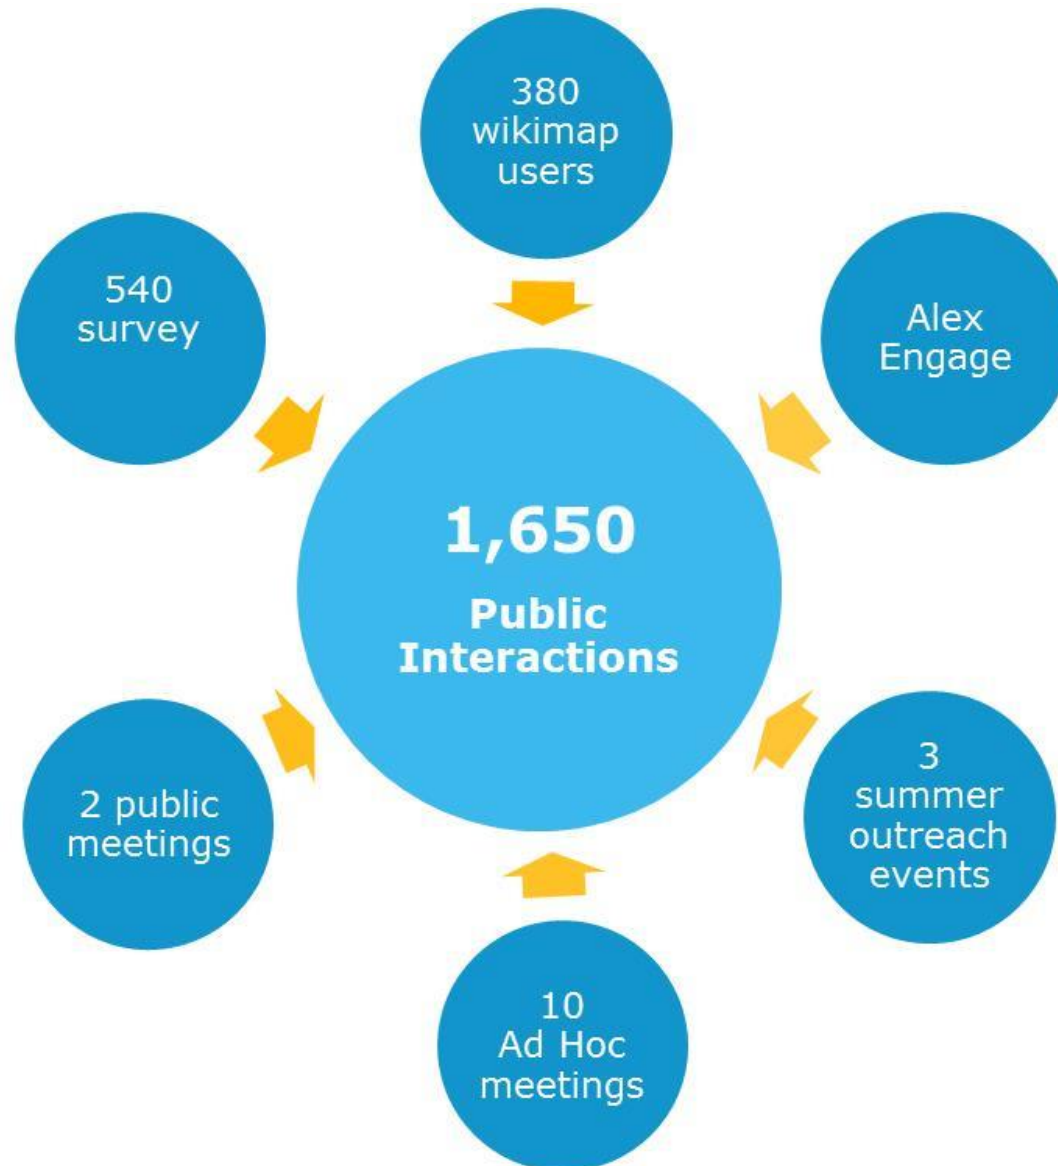 380
wikimap
users
540
survey
Alex
Engage
1,650
Public
Interactions
2 public
meetings
3
summer
outreach
events
10
Ad Hoc
meetings